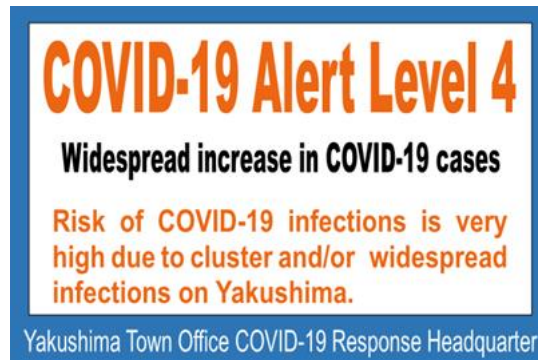 COVID-19 Alert Level 4
Widespread increase in COVID-19 cases
Risk of COVID-19 infections is very
high due to cluster and/or widespread
infections on Yakushima.
Yakushima Town Office COVID-19 Response Headquarter